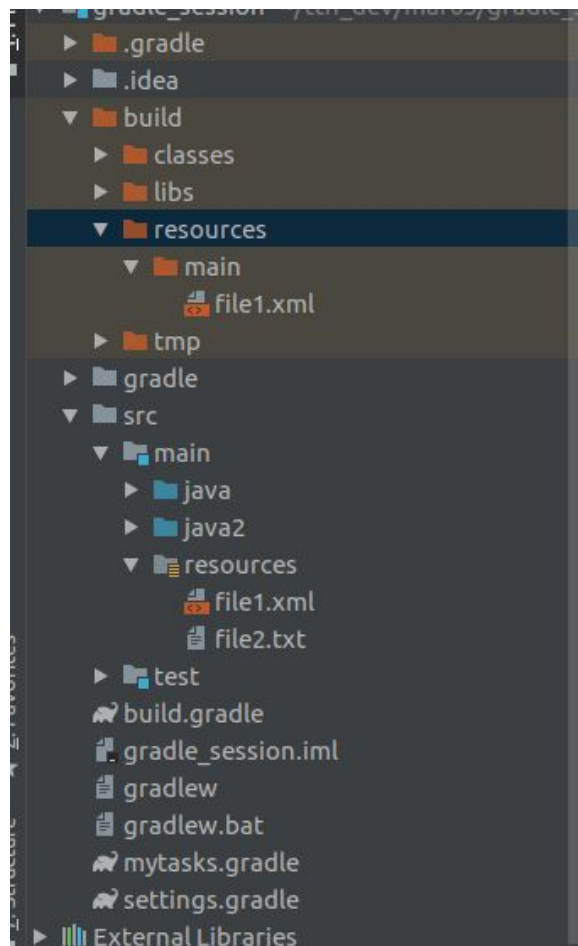 .gradle
.idea
build
classes
libs
resources
main
file1.xml
tmp
gradle
src
main
java
java2
resources
file1.xml
file2.txt
test
build.gradle
gradle_session.iml
gradlew
gradlew.bat
mytasks.gradle
settings.gradle
External Libraries